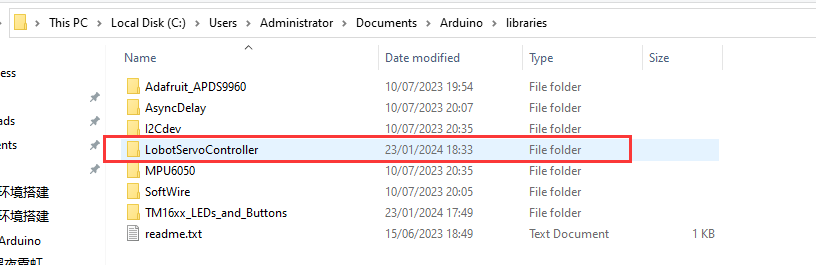 This PC > Local Disk (C:) > Users > Administrator > Documents > Arduino > libraries
Name Date modified Type Size
ess
Adafruit_APDS9960 10/07/2023 19:54 File folder
AsyncDelay 10/07/2023 20:07 File folder
ads
I2Cdev 10/07/2023 20:35 File folder
ents
LobotServoController 23/01/2024 18:33 File folder
MPU6050 10/07/2023 20:35 File folder
环境搭建
SoftWire 10/07/2023 20:05 File folder
环境搭建
TM16xx_LEDs_and_Buttons 23/01/2024 17:49 File folder
Arduino
readme.txt 15/06/2023 18:49 Text Document 1 KB